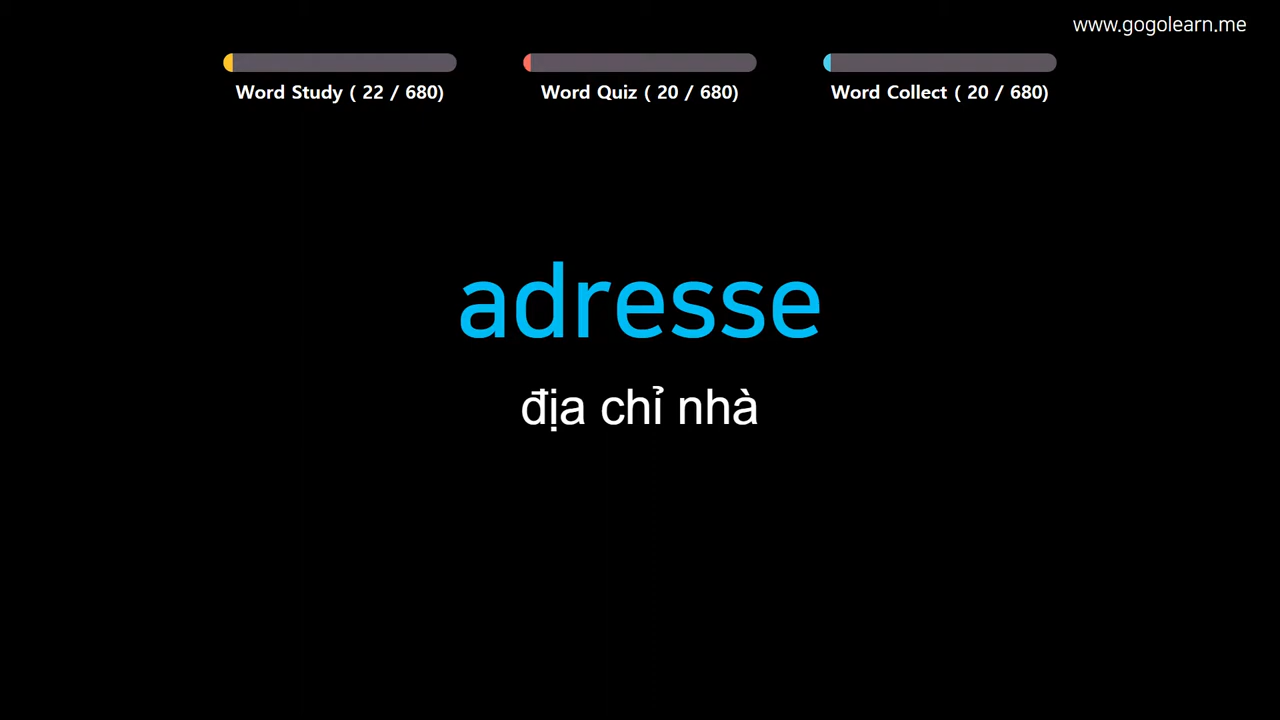 www.gogolearn.me
Word Study ( 22 / 680)
Word Quiz ( 20 / 680)
Word Collect ( 20 / 680)
adresse
địa chỉ nhà